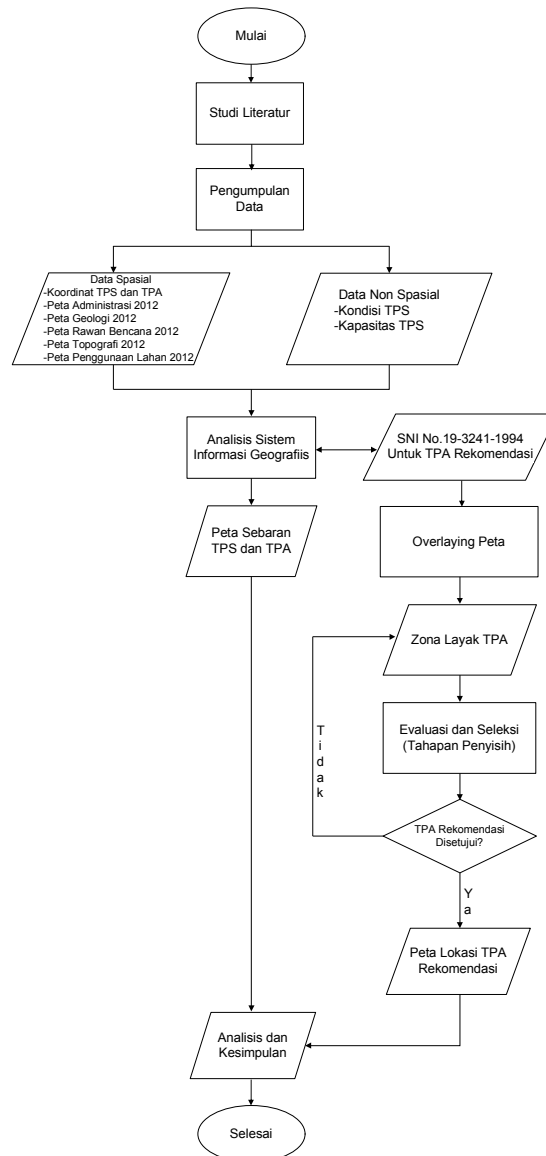 Mulai
Studi Literatur
Pengumpulan
Data
Data Spasial
-Koordinat TPS dan TPA
-Peta Administrasi 2012
-Peta Geologi 2012
-Peta Rawan Bencana 2012
-Peta Topografi 2012
-Peta Penggunaan Lahan 2012
Data Non Spasial
-Kondisi TPS
-Kapasitas TPS
Analisis Sistem
Informasi Geografiis
SNI No.19-3241-1994
Untuk TPA Rekomendasi
Peta Sebaran
TPS dan TPA
Overlaying Peta
Zona Layak TPA
Evaluasi dan Seleksi
(Tahapan Penyisih)
T
i
d
a
k
TPA Rekomendasi
Disetujui?
Y
a
Peta Lokasi TPA
Rekomendasi
Analisis dan
Kesimpulan
Selesai